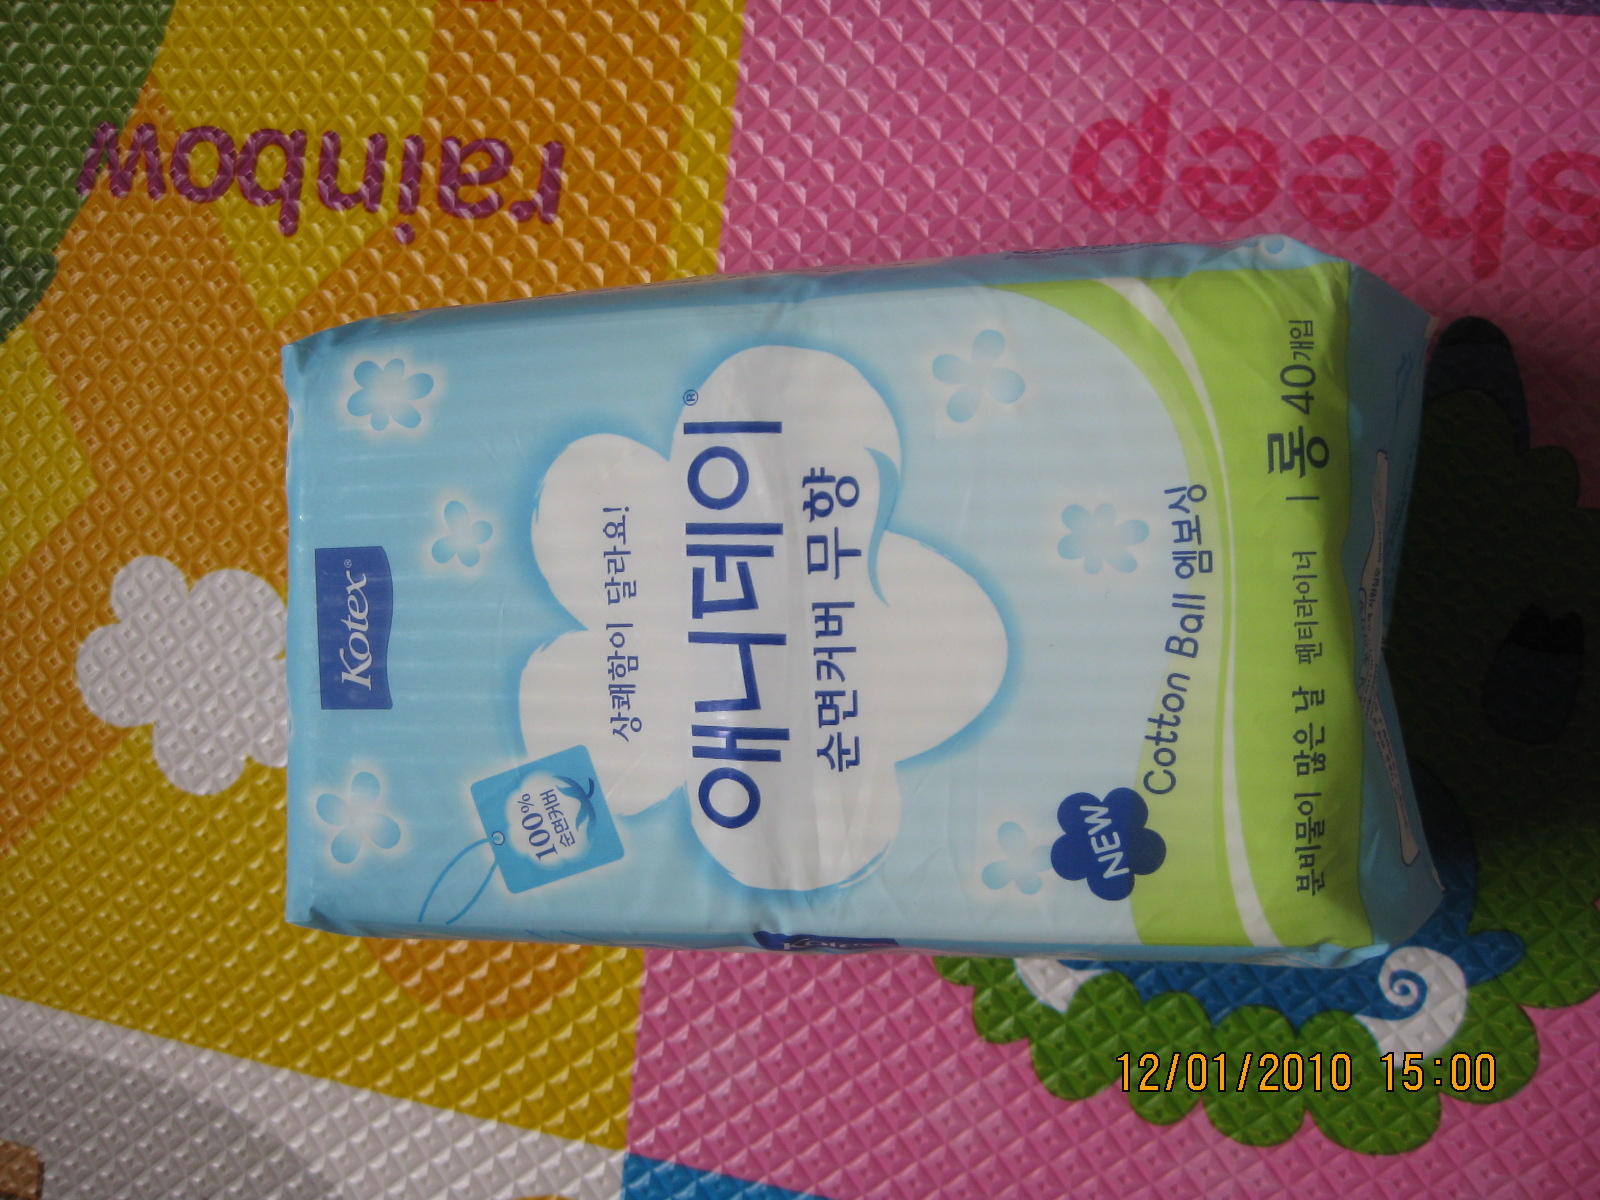 rainbow
sheep
Kotex®
100%
순면커버
상쾌함이 달라요!
애니데이®
순면커버 무향
NEW
Cotton Ball 엠보싱
분비물이 많은 날 팬티라이너 | 롱 40개입
Kotex
12/01/2010 15:00